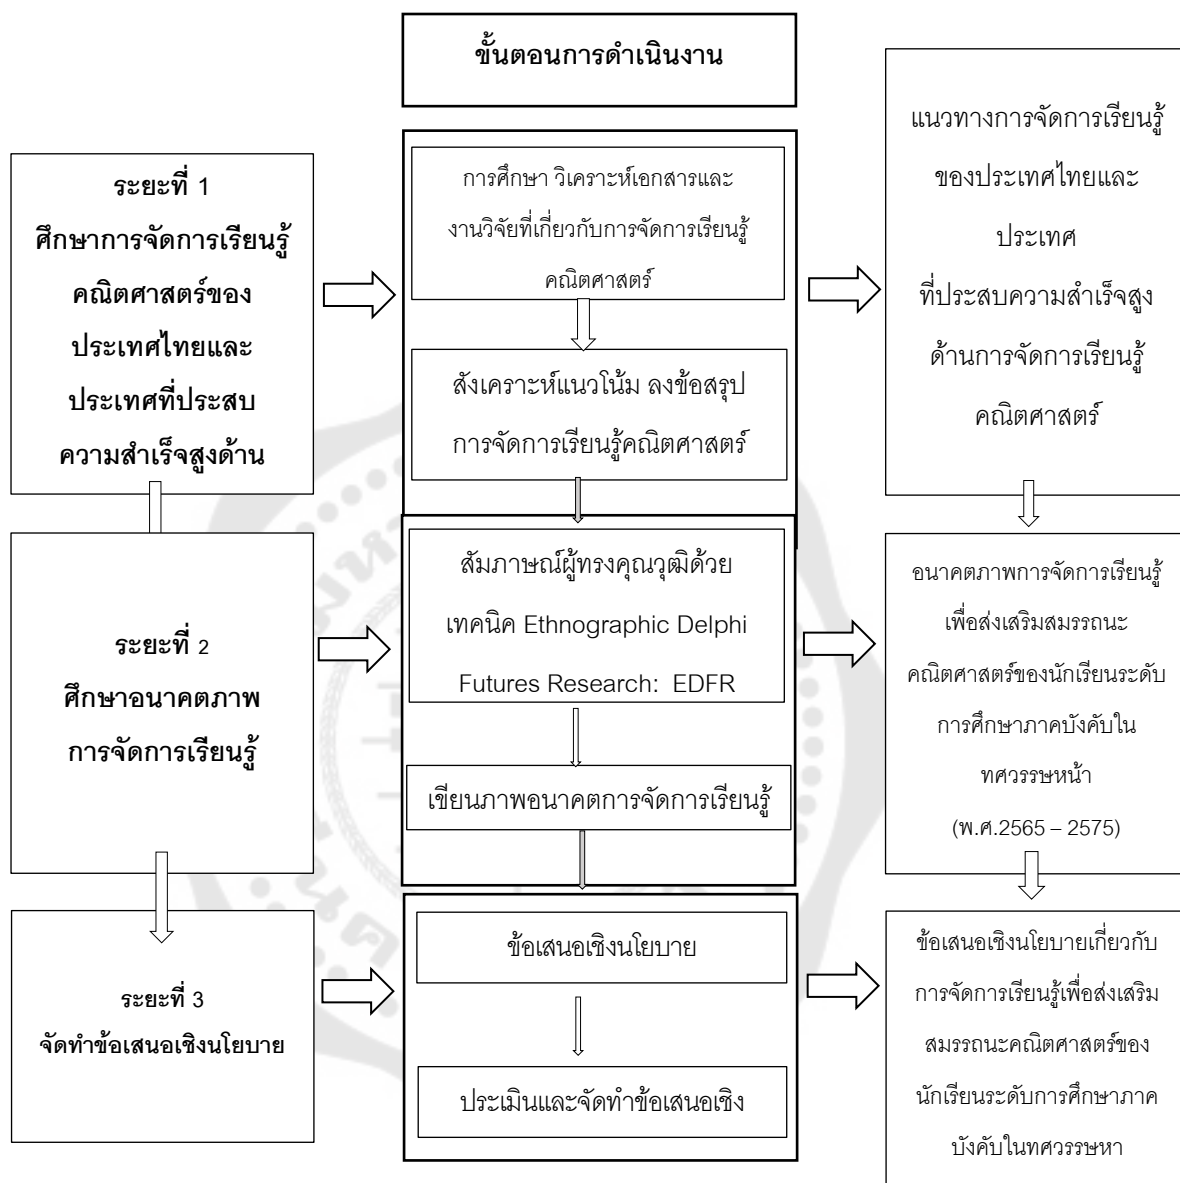 ขั้นตอนการดำเนินงาน
ระยะที่ 1
ศึกษาการจัดการเรียนรู้
คณิตศาสตร์ของ
ประเทศไทยและ
ประเทศที่ประสบ
ความสำเร็จสูงด้าน
การศึกษา วิเคราะห์เอกสารและ
งานวิจัยที่เกี่ยวกับการจัดการเรียนรู้
คณิตศาสตร์
สังเคราะห์แนวโน้ม ลงข้อสรุป
การจัดการเรียนรู้คณิตศาสตร์
แนวทางการจัดการเรียนรู้
ของประเทศไทยและ
ประเทศ
ที่ประสบความสำเร็จสูง
ด้านการจัดการเรียนรู้
คณิตศาสตร์
ระยะที่ 2
ศึกษาอนาคตภาพ
การจัดการเรียนรู้
สัมภาษณ์ผู้ทรงคุณวุฒิด้วย
เทคนิค Ethnographic Delphi
Futures Research: EDFR
เขียนภาพอนาคตการจัดการเรียนรู้
อนาคตภาพการจัดการเรียนรู้
เพื่อส่งเสริมสมรรถนะ
คณิตศาสตร์ของนักเรียนระดับ
การศึกษาภาคบังคับใน
ทศวรรษหน้า
(พ.ศ.2565 – 2575)
ระยะที่ 3
จัดทำข้อเสนอเชิงนโยบาย
ข้อเสนอเชิงนโยบาย
ประเมินและจัดทำข้อเสนอเชิง
ข้อเสนอเชิงนโยบายเกี่ยวกับ
การจัดการเรียนรู้เพื่อส่งเสริม
สมรรถนะคณิตศาสตร์ของ
นักเรียนระดับการศึกษาภาค
บังคับในทศวรรษหา